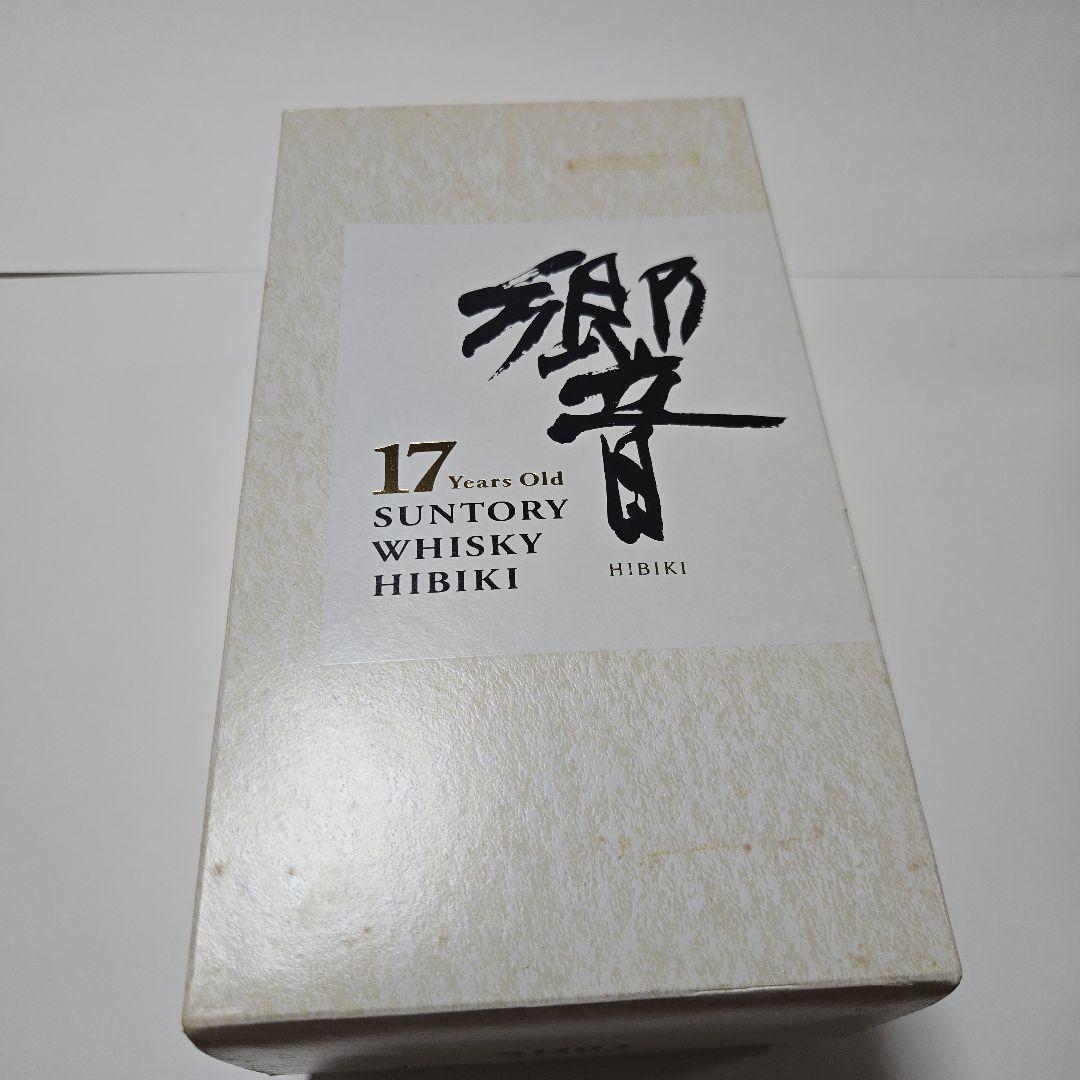 響
17 Years Old
SUNTORY
WHISKY
HIBIKI
HIBIKI